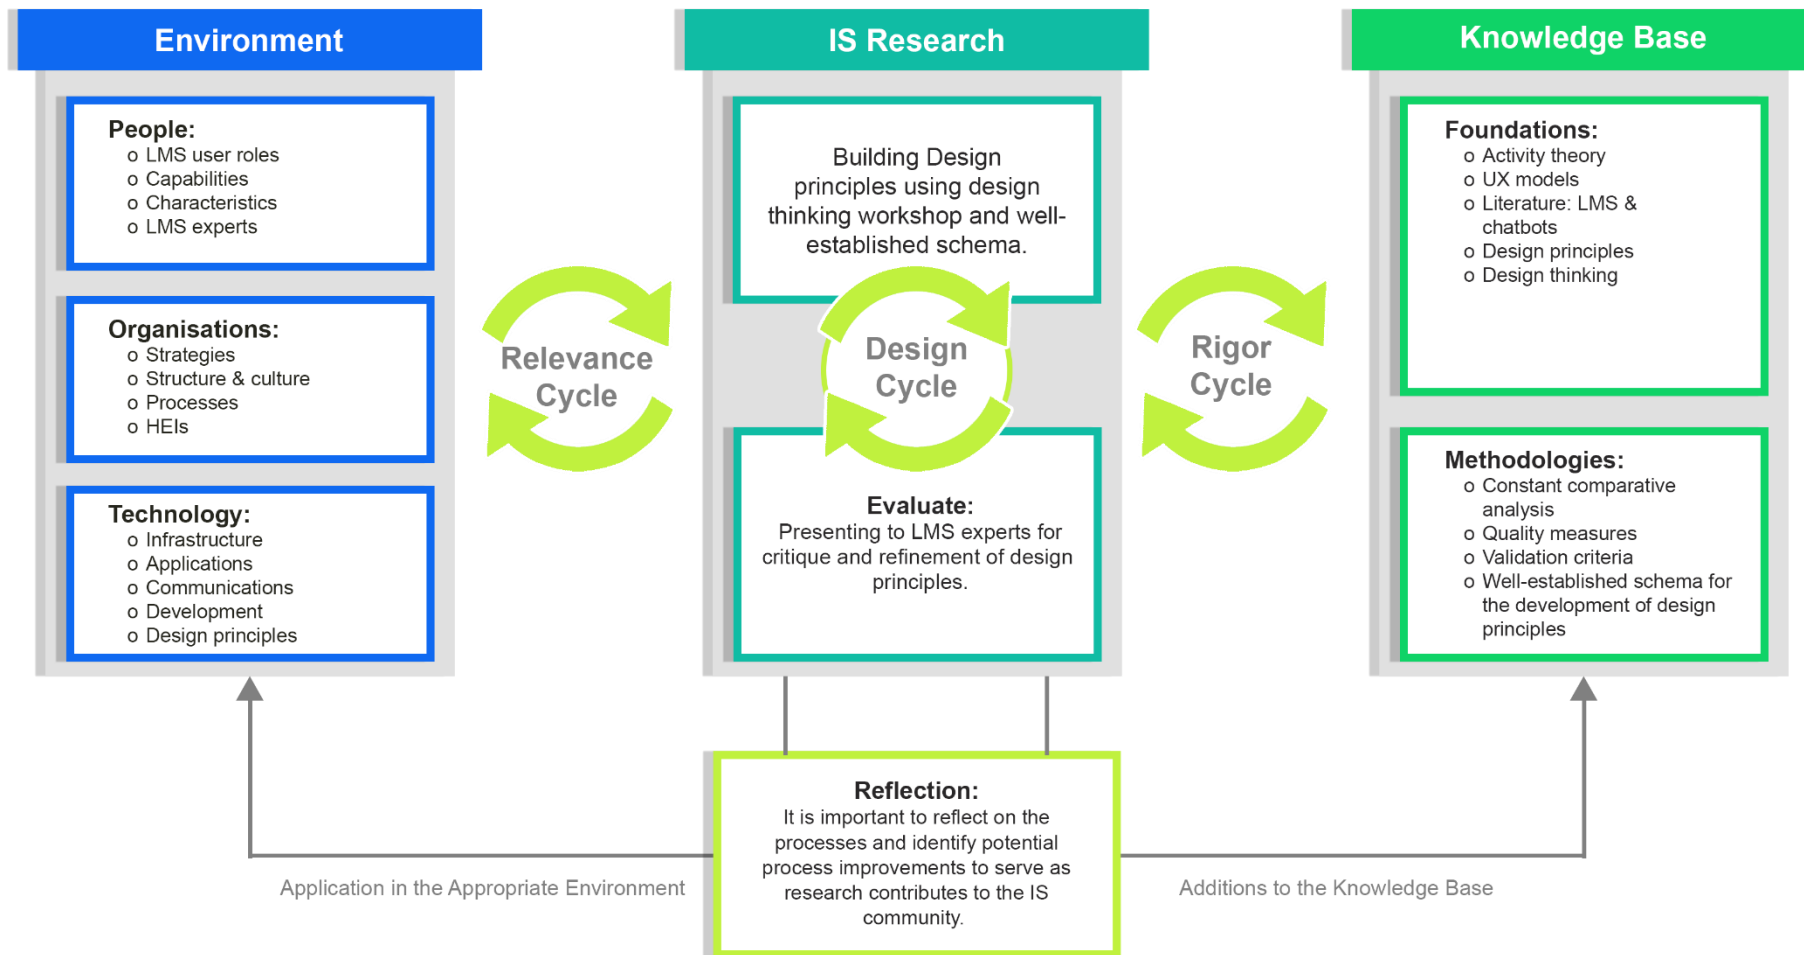 Environment
People:
o LMS user roles
o Capabilities
o Characteristics
o LMS experts
Organisations:
o Strategies
o Structure & culture
o Processes
o HEIs
Technology:
o Infrastructure
o Applications
o Communications
o Development
o Design principles
Relevance
Cycle
IS Research
Building Design
principles using design
thinking workshop and well-
established schema.
Design
Cycle
Evaluate:
Presenting to LMS experts for
critique and refinement of design
principles.
Rigor
Cycle
Knowledge Base
Foundations:
o Activity theory
o UX models
o Literature: LMS &
chatbots
o Design principles
o Design thinking
Methodologies:
o Constant comparative
analysis
o Quality measures
o Validation criteria
o Well-established schema for
the development of design
principles
Application in the Appropriate Environment
Reflection:
It is important to reflect on the
processes and identify potential
process improvements to serve as
research contributes to the IS
community.
Additions to the Knowledge Base